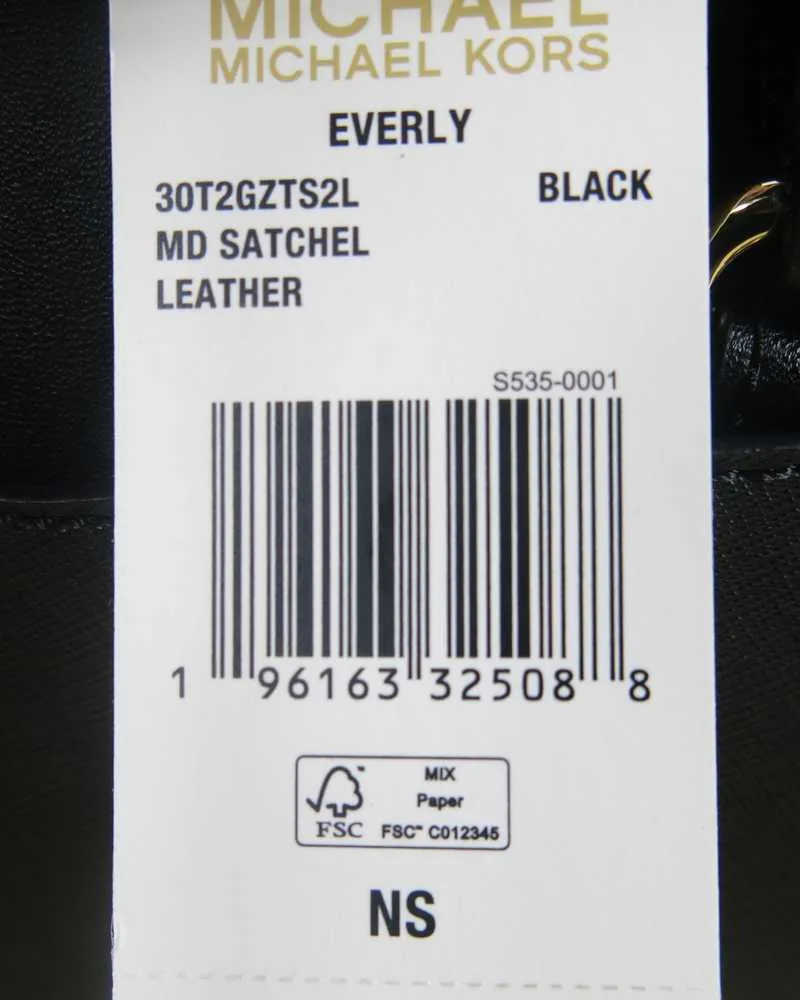 MICHAEL
MICHAEL KORS
EVERLY
30T2GZTS2L BLACK
MD SATCHEL
LEATHER
S535-0001
1 96163 32508 8
MIX
Paper
FSC FSC™ C012345
NS